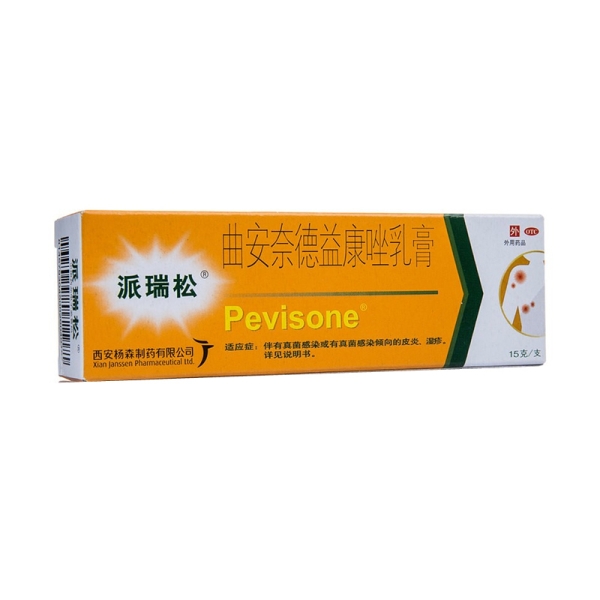 派瑞松®
曲安奈德益康唑乳膏
Pevisone®
适应症：伴有真菌感染或有真菌感染倾向的皮炎、湿疹。
详见说明书。
西安杨森制药有限公司
Xian Janssen Pharmaceutical ltd.
外
OTC
外用药品
15克/支
派瑞松